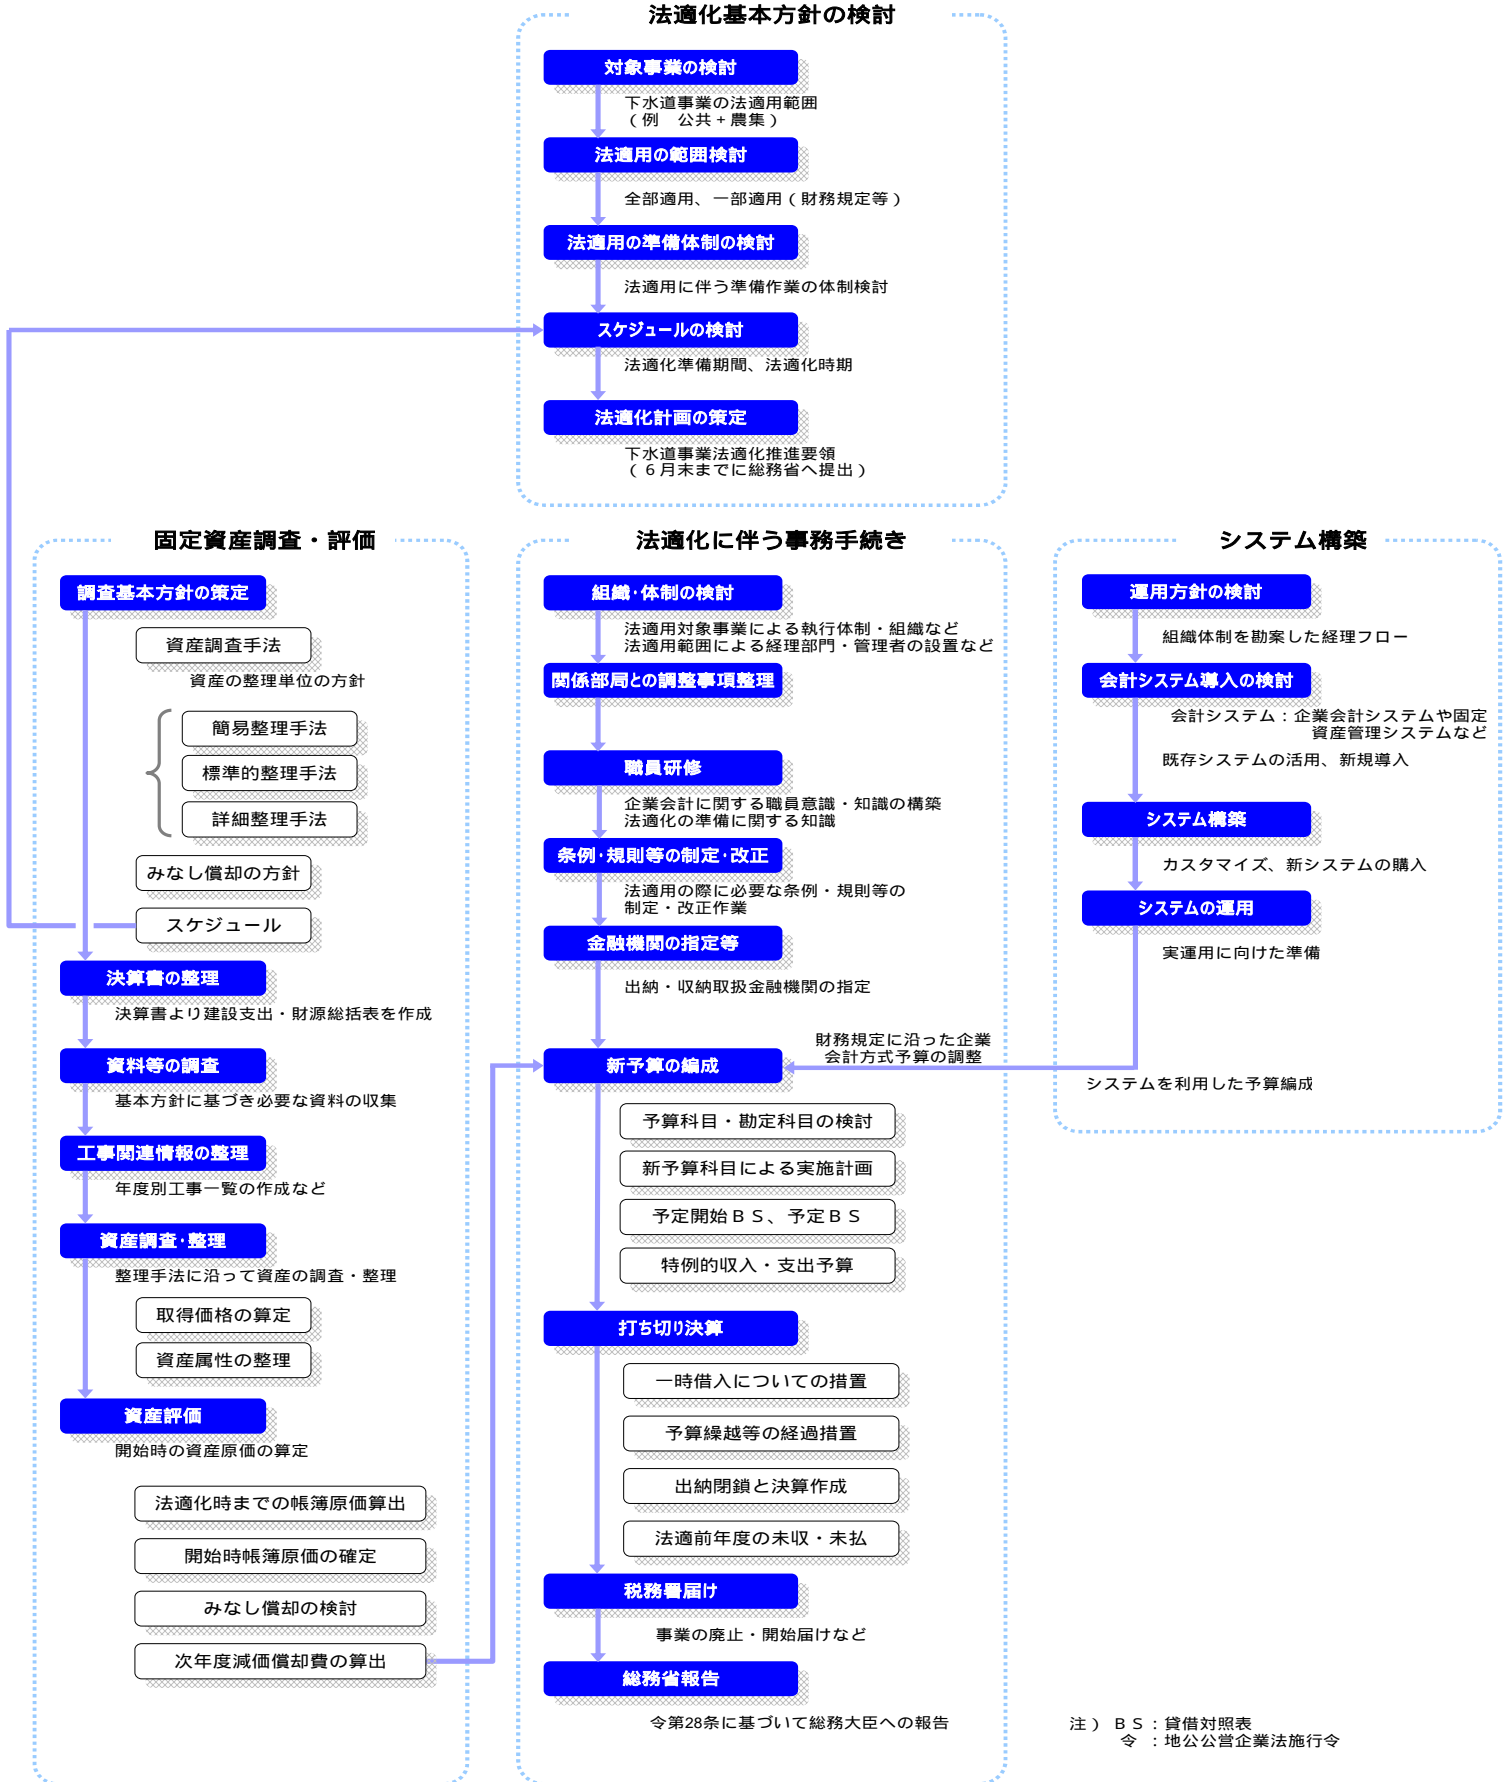 法適化基本方針の検討
対象事業の検討
下水道事業の法適用範囲
（例　公共＋農集）
法適用の範囲検討
全部適用、一部適用（財務規定等）
法適用の準備体制の検討
法適用に伴う準備作業の体制検討
スケジュールの検討
法適化準備期間、法適化時期
法適化計画の策定
下水道事業法適化推進要領
（６月末までに総務省へ提出）
固定資産調査・評価
調査基本方針の策定
資産調査手法
資産の整理単位の方針
簡易整理手法
標準的整理手法
詳細整理手法
みなし償却の方針
スケジュール
決算書の整理
決算書より建設支出・財源総括表を作成
資料等の調査
基本方針に基づき必要な資料の収集
工事関連情報の整理
年度別工事一覧の作成など
資産調査・整理
整理手法に沿って資産の調査・整理
取得価格の算定
資産属性の整理
資産評価
開始時の資産原価の算定
法適化時までの帳簿原価算出
開始時帳簿原価の確定
みなし償却の検討
次年度減価償却費の算出
法適化に伴う事務手続き
組織・体制の検討
法適用対象事業による執行体制・組織など
法適用範囲による経理部門・管理者の設置など
関係部局との調整事項整理
職員研修
企業会計に関する職員意識・知識の構築
法適化の準備に関する知識
条例・規則等の制定・改正
法適用の際に必要な条例・規則等の
制定・改正作業
金融機関の指定等
出納・収納取扱金融機関の指定
財務規定に沿った企業
会計方式予算の調整
新予算の編成
予算科目・勘定科目の検討
新予算科目による実施計画
予定開始ＢＳ、予定ＢＳ
特例的収入・支出予算
打ち切り決算
一時借入についての措置
予算繰越等の経過措置
出納閉鎖と決算作成
法適前年度の未収・未払
税務署届け
事業の廃止・開始届けなど
総務省報告
令第28条に基づいて総務大臣への報告
システム構築
運用方針の検討
組織体制を勘案した経理フロー
会計システム導入の検討
会計システム：企業会計システムや固定
資産管理システムなど
既存システムの活用、新規導入
システム構築
カスタマイズ、新システムの購入
システムの運用
実運用に向けた準備
システムを利用した予算編成
注）ＢＳ：貸借対照表
令　：地公公営企業法施行令